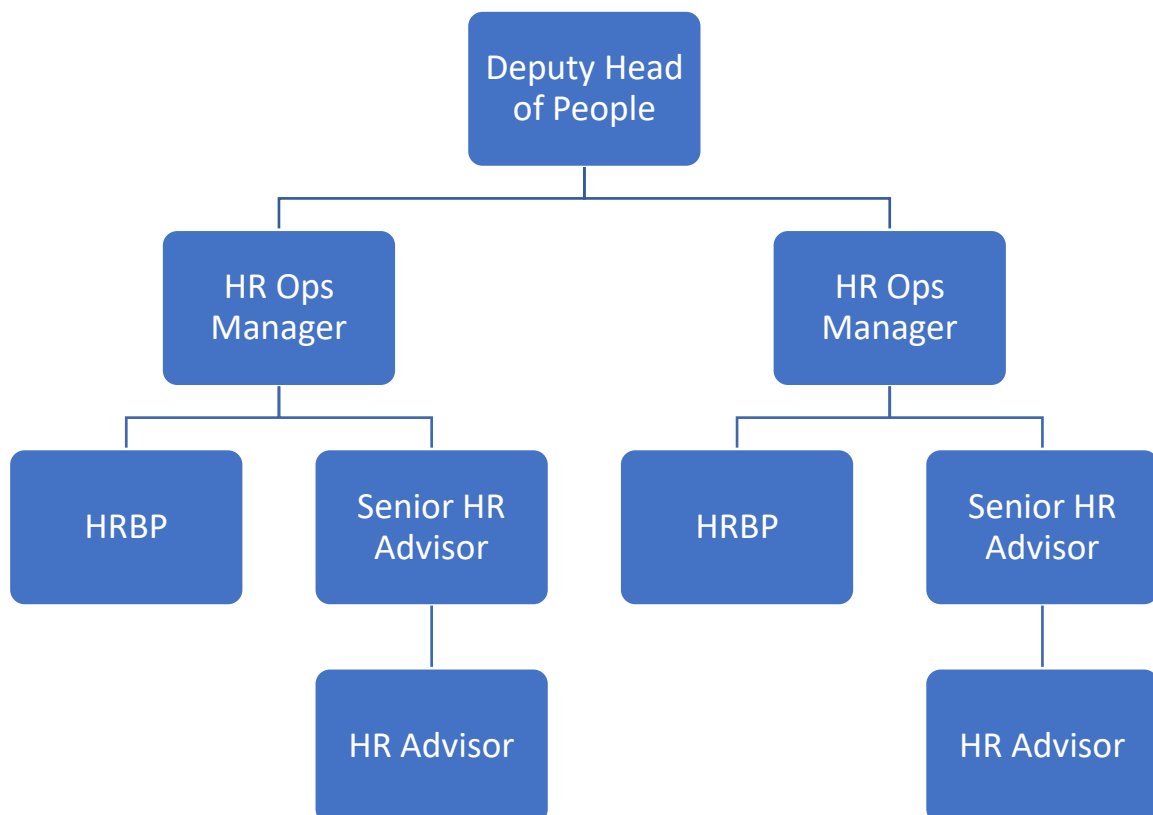 Deputy Head
of People
HR Ops
Manager
HR Ops
Manager
HRBP
Senior HR
Advisor
HRBP
Senior HR
Advisor
HR Advisor
HR Advisor